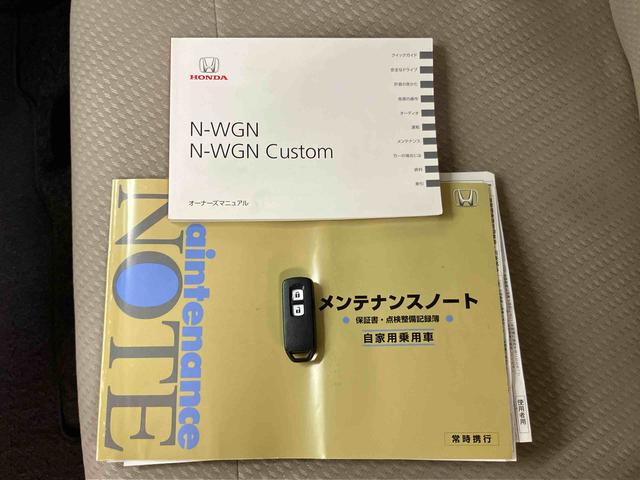 HONDA
N-WGN
N-WGN Custom
オーナーズマニュアル
クイックガイド
安全なドライブ
計器の見かた
各部の操作
オーディオ
運転
メンテナンス
万一の場合には
資料
索引
Maintenance
NOTE
メンテナンスノート
保証書・点検整備記録簿
自家用乗用車
常時携行
使用者用